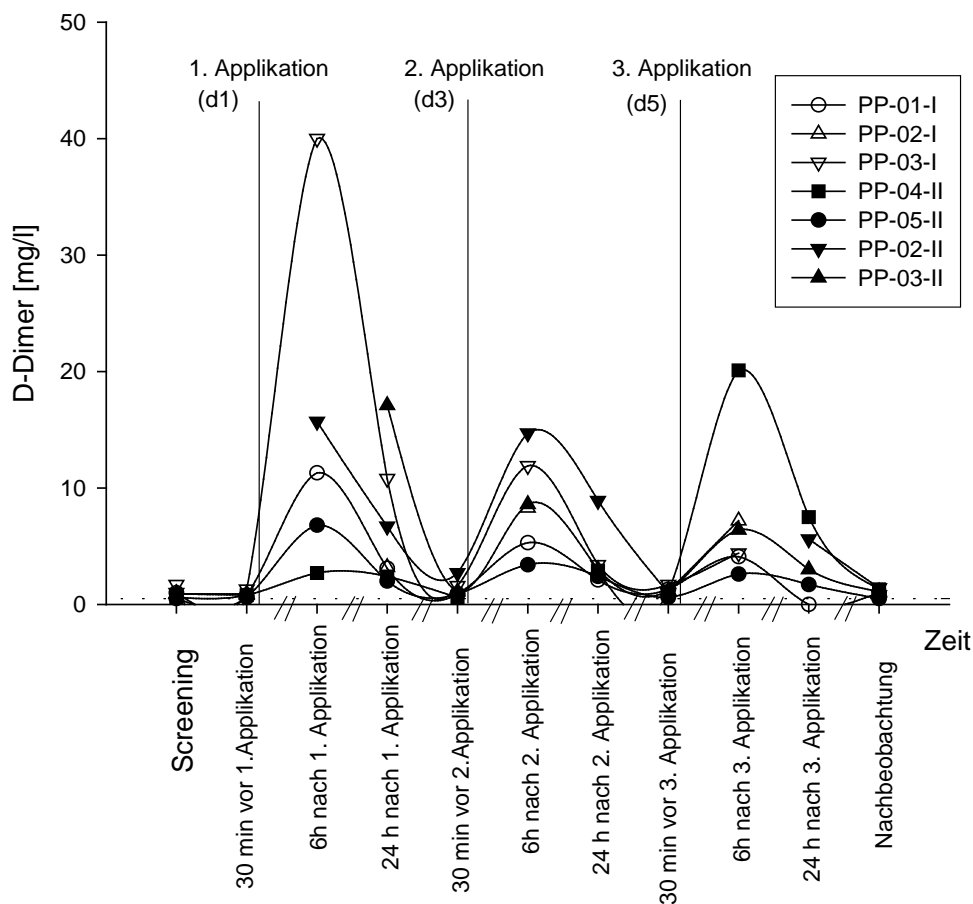 50
40
30
20
10
0
D-Dimer [mg/l]
1. Applikation
(d1)
2. Applikation
(d3)
3. Applikation
(d5)
PP-01-I
PP-02-I
PP-03-I
PP-04-II
PP-05-II
PP-02-II
PP-03-II
Zeit
Screening
30 min vor 1.Applikation
6h nach 1. Applikation
24 h nach 1. Applikation
30 min vor 2.Applikation
6h nach 2. Applikation
24 h nach 2. Applikation
30 min vor 3. Applikation
6h nach 3. Applikation
24 h nach 3. Applikation
Nachbeobachtung